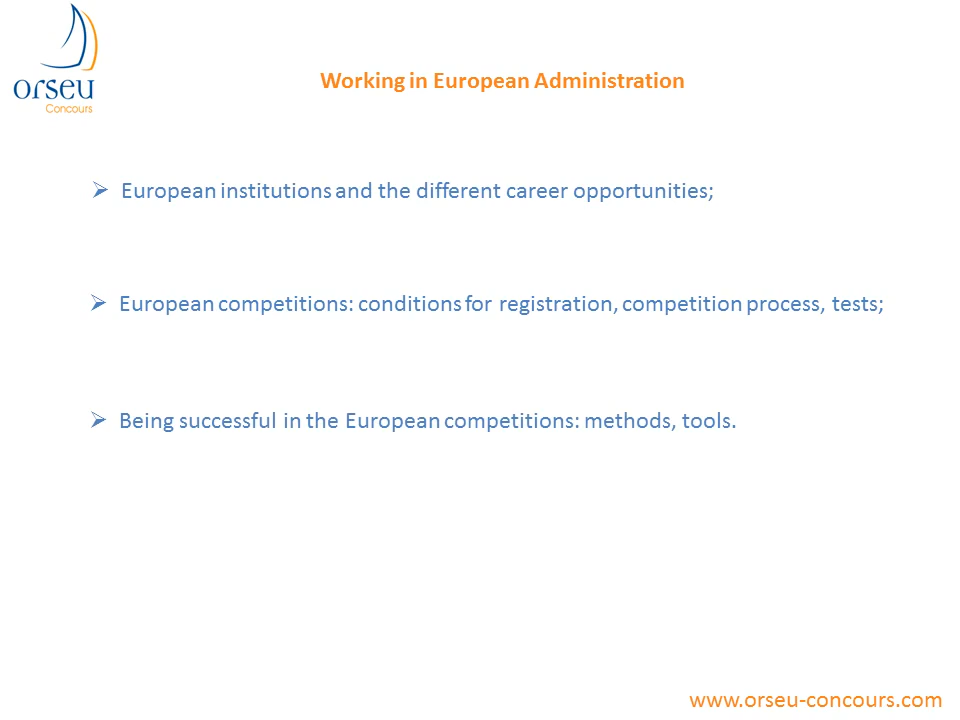 orseu
Concours
Working in European Administration
➢ European institutions and the different career opportunities;
➢ European competitions: conditions for registration, competition process, tests;
➢ Being successful in the European competitions: methods, tools.
www.orseu-concours.com